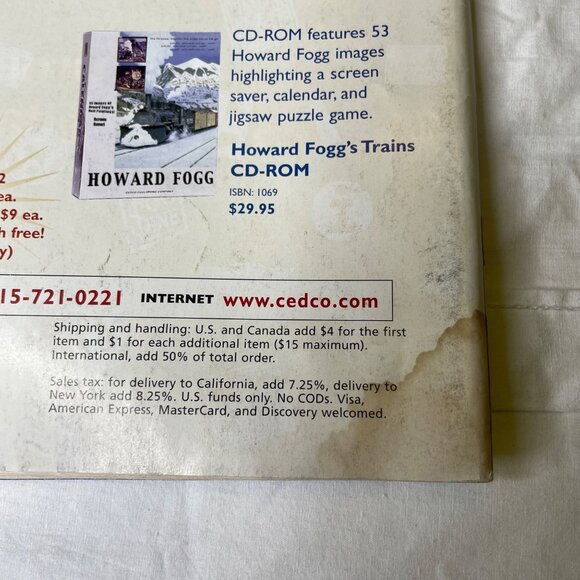 CD-ROM features 53
Howard Fogg images
highlighting a screen
saver, calendar, and
jigsaw puzzle game.
HOWARD FOGG
Howard Fogg's Trains
CD-ROM
ISBN: 1069
$29.95
2
ea.
$9 ea.
h free!
y)
15-721-0221 INTERNET www.cedco.com
Shipping and handling: U.S. and Canada add $4 for the first
item and $1 for each additional item ($15 maximum).
International, add 50% of total order.
Sales tax: for delivery to California, add 7.25%, delivery to
New York add 8.25%. U.S. funds only. No CODs. Visa,
American Express, MasterCard, and Discovery welcomed.